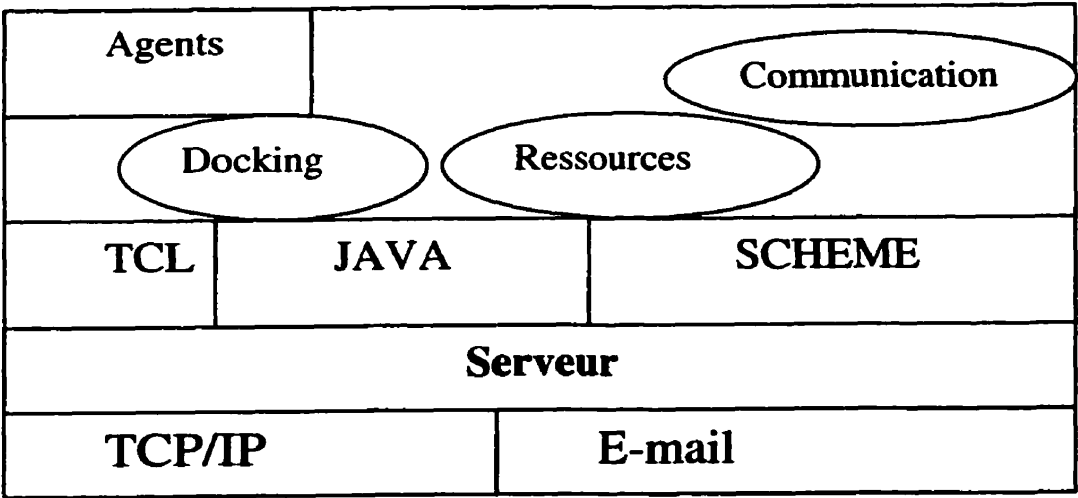 Agents
Communication
Docking
Ressources
TCL
JAVA
SCHEME
Serveur
TCP/IP
E-mail